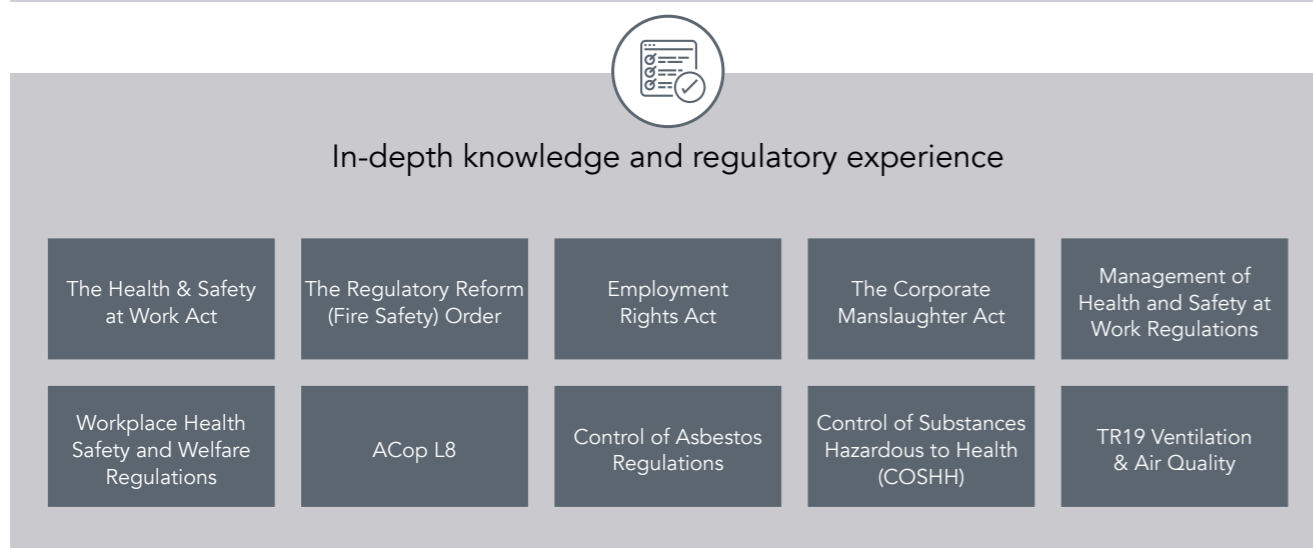 In-depth knowledge and regulatory experience
The Health & Safety
at Work Act
The Regulatory Reform
(Fire Safety) Order
Employment
Rights Act
The Corporate
Manslaughter Act
Management of
Health and Safety at
Work Regulations
Workplace Health
Safety and Welfare
Regulations
ACop L8
Control of Asbestos
Regulations
Control of Substances
Hazardous to Health
(COSHH)
TR19 Ventilation
& Air Quality